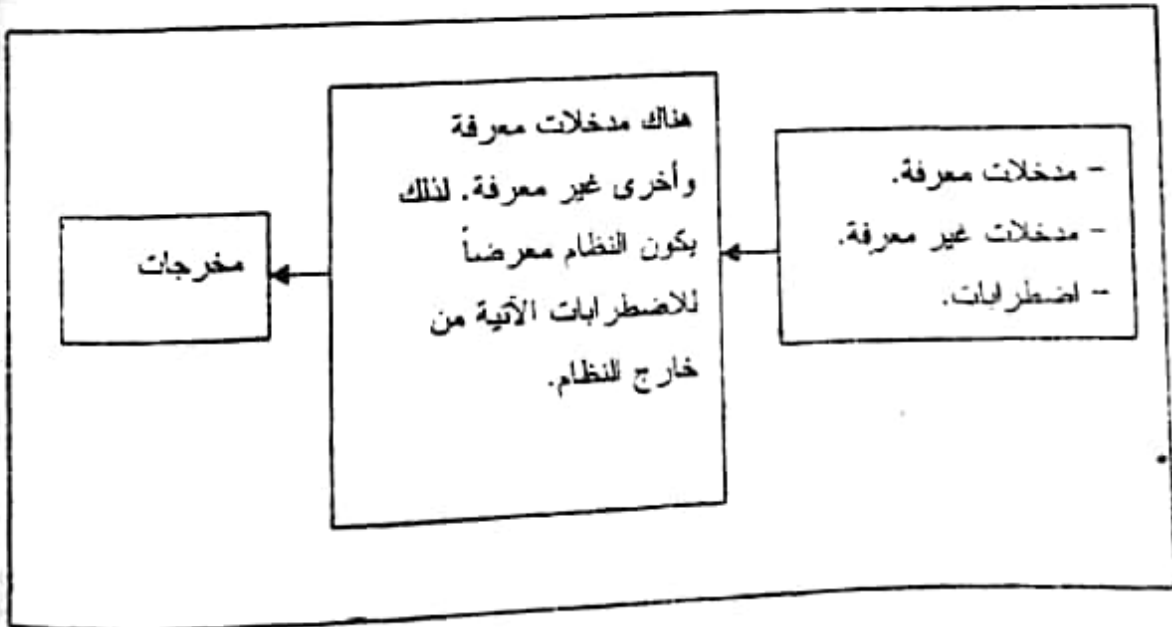 - مدخلات معرفة.
- مدخلات غير معرفة.
- اضطرابات.
هناك مدخلات معرفة
وأخرى غير معرفة. لذلك
يكون النظام معرضاً
للاضطرابات الآتية من
خارج النظام.
مخرجات